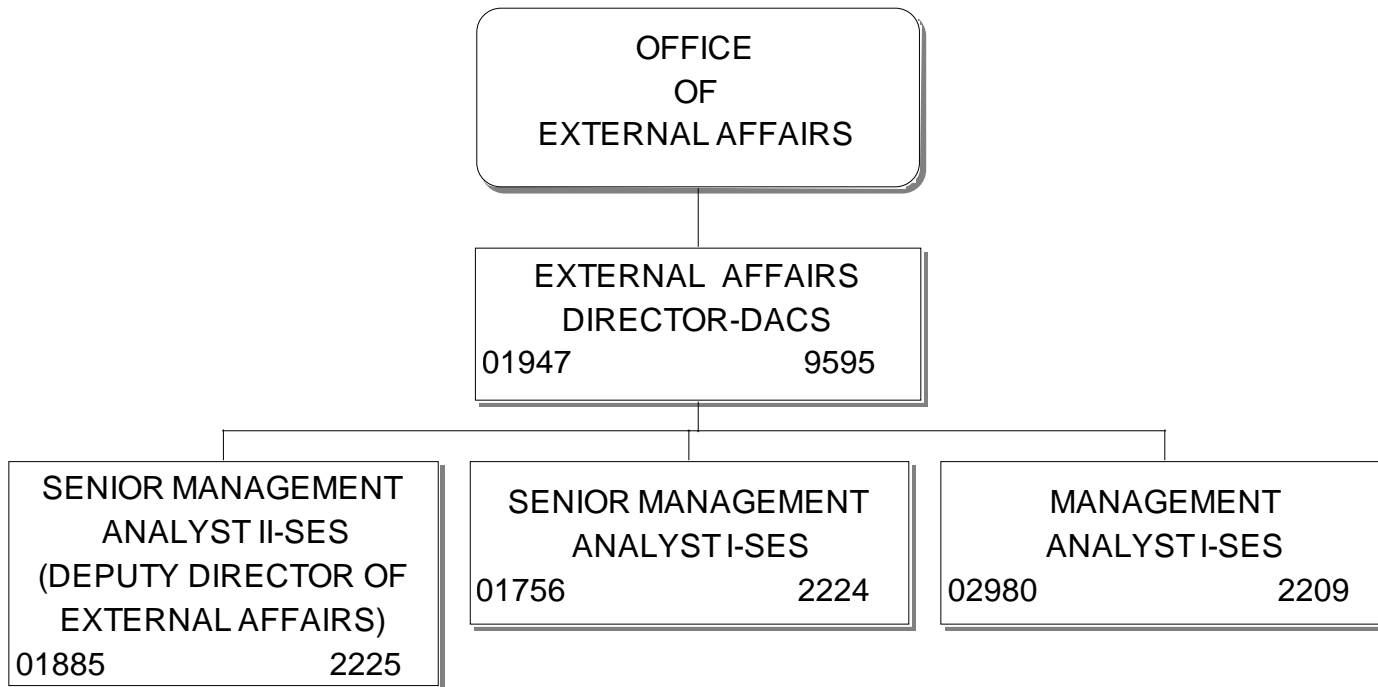 OFFICE
OF
EXTERNAL AFFAIRS
EXTERNAL AFFAIRS
DIRECTOR-DACS
01947 9595
SENIOR MANAGEMENT
ANALYST II-SES
(DEPUTY DIRECTOR OF
EXTERNAL AFFAIRS)
01885 2225
SENIOR MANAGEMENT
ANALYST I-SES
01756 2224
MANAGEMENT
ANALYST I-SES
02980 2209